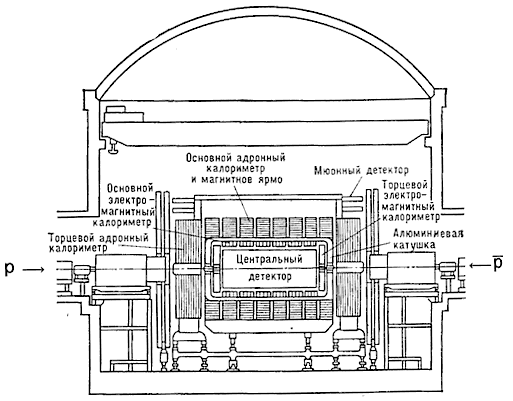 Основной адронный
калориметр
и магнитное ярмо
Мюонный детектор
Основной
электро-
магнитный
калориметр
Торцевой
электро-
магнитный
калориметр
Торцевой адронный
калориметр
Алюминиевая
катушка
Центральный
детектор
p
p̅